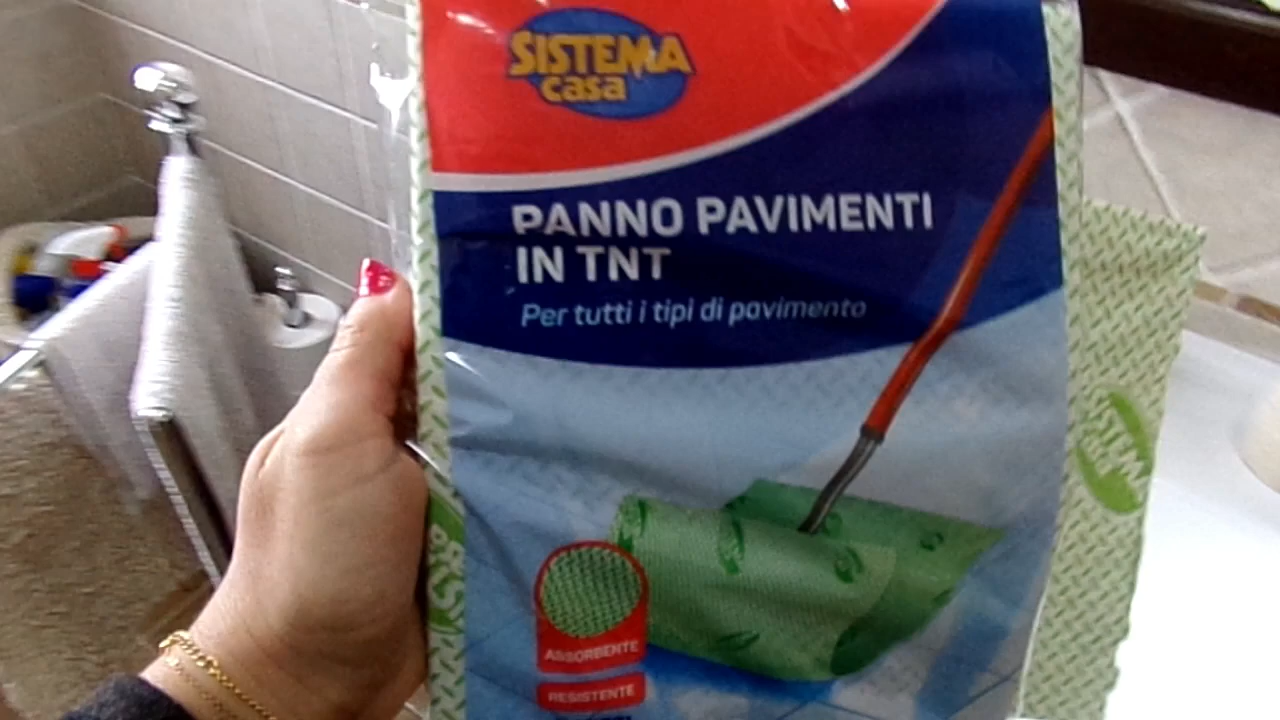 SISTEMA
casa
PANNO PAVIMENTI
IN TNT
Per tutti i tipi di pavimento
ASSORBENTE
RESISTENTE